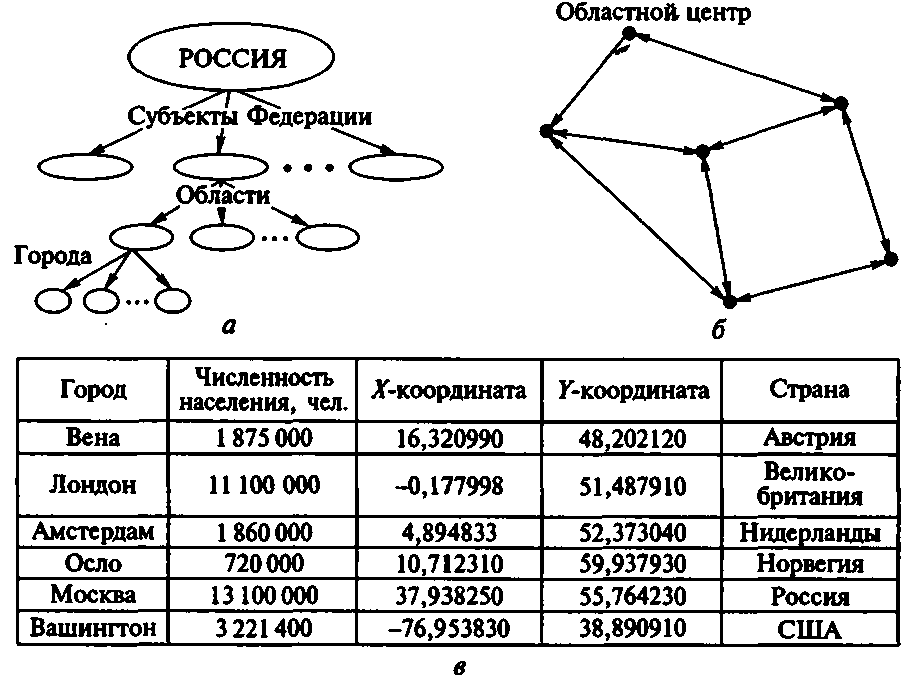 РОССИЯ
Субъекты Федерации
Области
Города
а
Областной центр
б
Город Численность населения, чел. X-координата Y-координата Страна
Вена 1 875 000 16,320990 48,202120 Австрия
Лондон 11 100 000 –0,177998 51,487910 Велико-
британия
Амстердам 1 860 000 4,894833 52,373040 Нидерланды
Осло 720 000 10,712310 59,937930 Норвегия
Москва 13 100 000 37,938250 55,764230 Россия
Вашингтон 3 221 400 –76,953830 38,890910 США
в